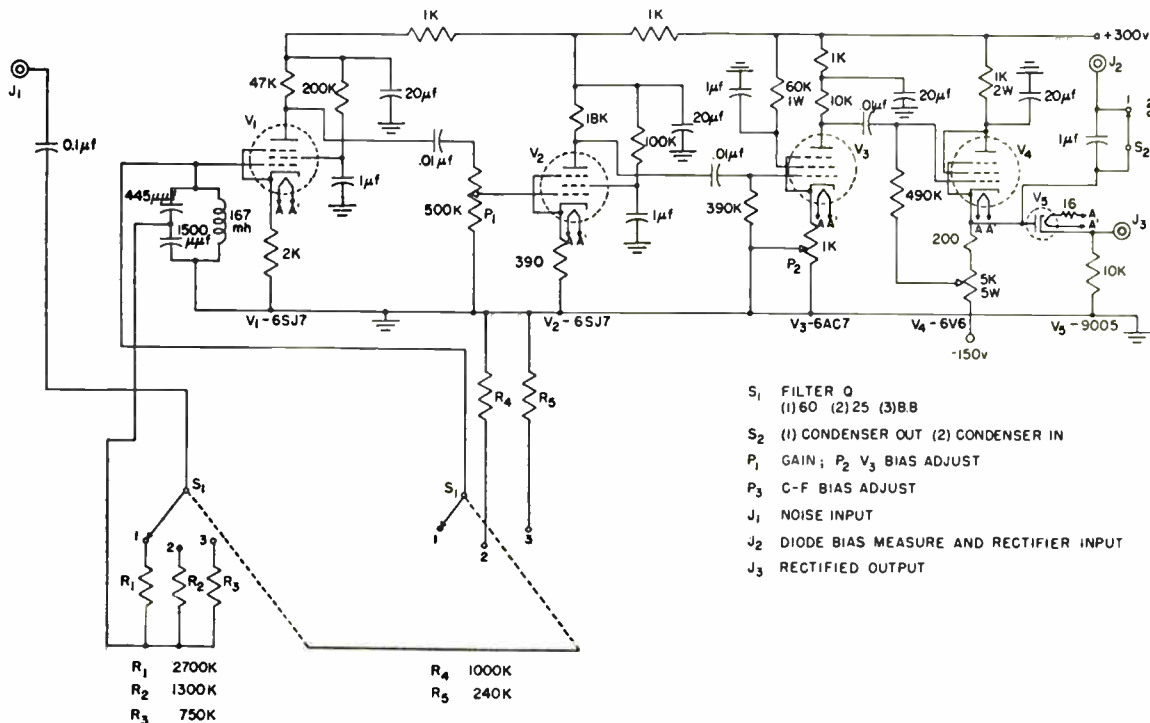 1K
1K
+300v
J1
47K
200K
20µf
1µf
60K
1W
1K
10K
20µf
.01µf
1K
2W
20µf
J2
1
2
1µf
S2
0.1µf
V1
18K
20µf
100K
V3
V4
.01µf
V2
.01µf
445µµf
1500
µµf
167
mh
A A'
1µf
500K
P1
A A'
1µf
390K
A A'
1K
P2
490K
A A'
200
5K
5W
V5
16
A
A'
J3
10K
2K
390
V1-6SJ7
V2-6SJ7
V3-6AC7
V4-6V6
V5-9005
-150v
R4
R5
S1
S1
1
2
3
1
2
3
R1
R2
R3
R1 2700K
R2 1300K
R3 750K
R4 1000K
R5 240K
S1 FILTER Q
(1) 60 (2) 25 (3) 8.8
S2 (1) CONDENSER OUT (2) CONDENSER IN
P1 GAIN; P2 V3 BIAS ADJUST
P3 C-F BIAS ADJUST
J1 NOISE INPUT
J2 DIODE BIAS MEASURE AND RECTIFIER INPUT
J3 RECTIFIED OUTPUT